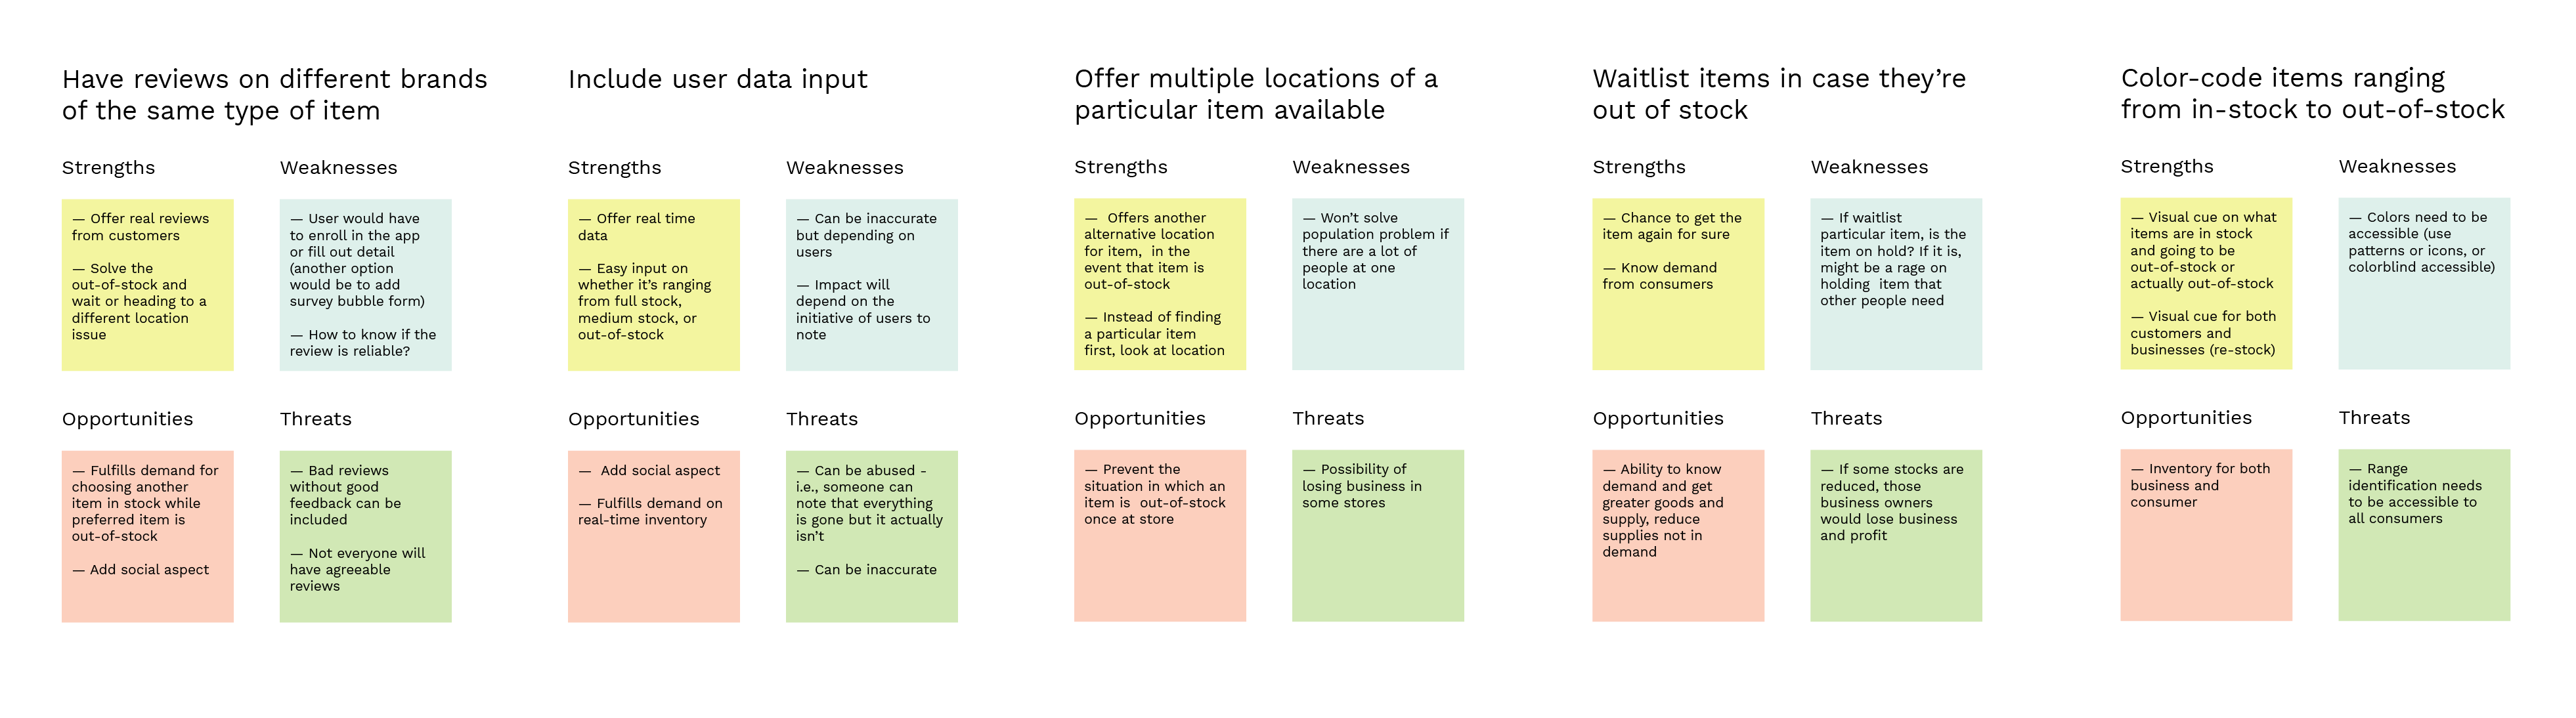 Have reviews on different brands
of the same type of item
Strengths
— Offer real reviews
from customers
— Solve the
out-of-stock and
wait or heading to a
different location
issue
Weaknesses
— User would have
to enroll in the app
or fill out detail
(another option
would be to add
survey bubble form)
— How to know if the
review is reliable?
Opportunities
— Fulfills demand for
choosing another
item in stock while
preferred item is
out-of-stock
— Add social aspect
Threats
— Bad reviews
without good
feedback can be
included
— Not everyone will
have agreeable
reviews
Include user data input
Strengths
— Offer real time
data
— Easy input on
whether it’s ranging
from full stock,
medium stock, or
out-of-stock
Weaknesses
— Can be inaccurate
but depending on
users
— Impact will
depend on the
initiative of users to
note
Opportunities
— Add social aspect
— Fulfills demand on
real-time inventory
Threats
— Can be abused -
i.e., someone can
note that everything
is gone but it actually
isn’t
— Can be inaccurate
Offer multiple locations of a
particular item available
Strengths
— Offers another
alternative location
for item, in the
event that item is
out-of-stock
— Instead of finding
a particular item
first, look at location
Weaknesses
— Won’t solve
population problem if
there are a lot of
people at one
location
Opportunities
— Prevent the
situation in which an
item is out-of-stock
once at store
Threats
— Possibility of
losing business in
some stores
Waitlist items in case they’re
out of stock
Strengths
— Chance to get the
item again for sure
— Know demand
from consumers
Weaknesses
— If waitlist
particular item, is the
item on hold? If it is,
might be a rage on
holding item that
other people need
Opportunities
— Ability to know
demand and get
greater goods and
supply, reduce
supplies not in
demand
Threats
— If some stocks are
reduced, those
business owners
would lose business
and profit
Color-code items ranging
from in-stock to out-of-stock
Strengths
— Visual cue on what
items are in stock
and going to be
out-of-stock or
actually out-of-stock
— Visual cue for both
customers and
businesses (re-stock)
Weaknesses
— Colors need to be
accessible (use
patterns or icons, or
colorblind accessible)
Opportunities
— Inventory for both
business and
consumer
Threats
— Range
identification needs
to be accessible to
all consumers